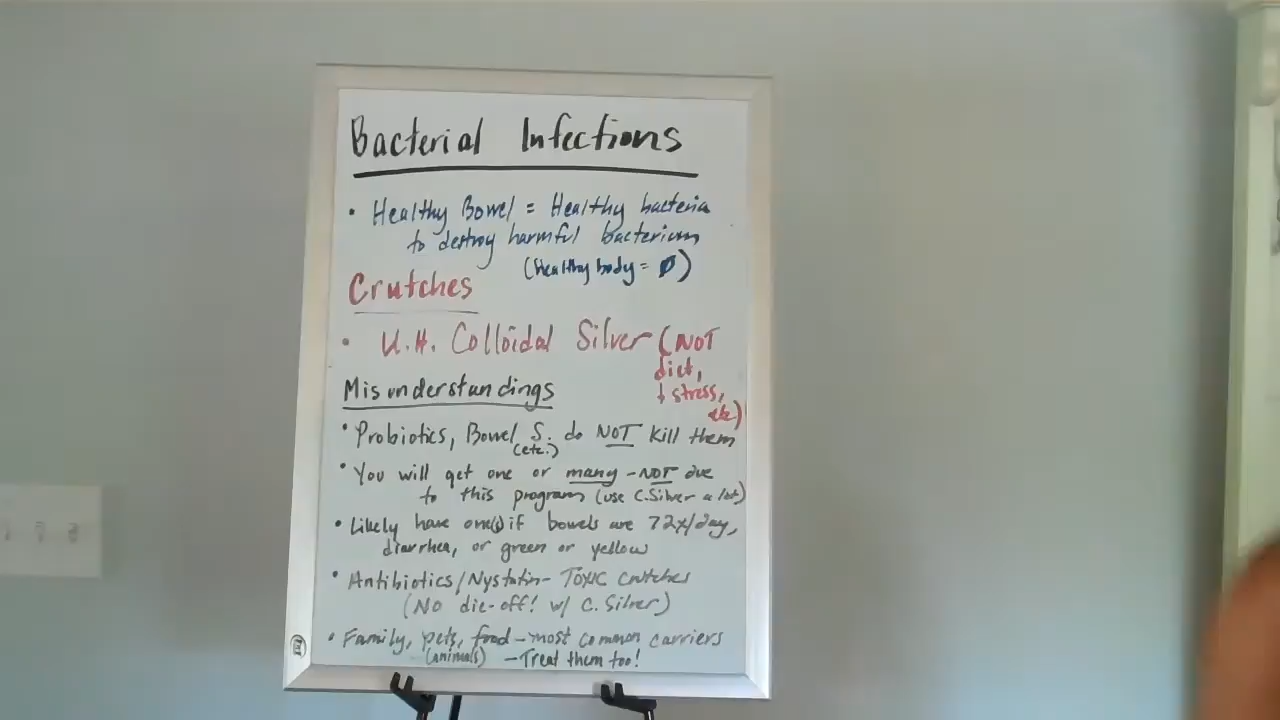 Bacterial Infections
• Healthy Bowel = Healthy bacteria
to destroy harmful bacterium
(Healthy body = Ø)
Crutches
• U.H. Colloidal Silver (NOT
diet,
↓ stress,
etc)
Misunderstandings
• Probiotics, Bowel S. do NOT kill them
(etc.)
• You will get one or many - NOT due
to this program (use C.Silver a lot)
• Likely have one(s) if bowels are 72x/day,
diarrhea, or green or yellow
• Antibiotics/Nystatin- TOXIC crutches
(No die-off! w/ C. Silver)
• Family, pets, food - most common carriers
(animals) - Treat them too!